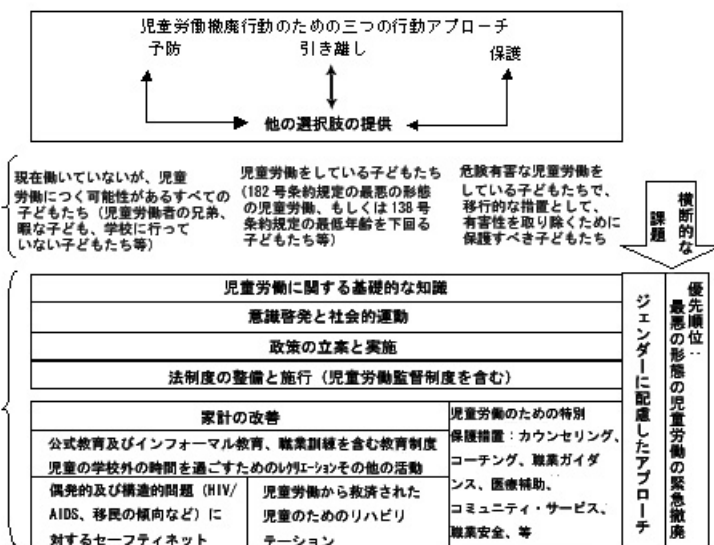 児童労働撤廃行動のための三つの行動アプローチ
予防
引き離し
保護
他の選択肢の提供
現在働いていないが、児童
労働につく可能性があるすべての
子どもたち（児童労働者の兄弟、
暇な子ども、学校に行って
いない子どもたち等）
児童労働をしている子どもたち
（182号条約規定の最悪の形態
の児童労働、もしくは138号
条約規定の最低年齢を下回る
子どもたち等）
危険有害な児童労働を
している子どもたちで、
移行的な措置として、
有害性を取り除くために
保護すべき子どもたち
横断的な
課題
児童労働に関する基礎的な知識
意識啓発と社会的運動
政策の立案と実施
法制度の整備と施行（児童労働監督制度を含む）
家計の改善
公式教育及びインフォーマル教育、職業訓練を含む教育制度
児童の学校外の時間を過ごすためのﾚｸﾘｴｰｼｮﾝその他の活動
偶発的及び構造的問題（HIV/
AIDS、移民の傾向など）に
対するセーフティネット
児童労働から救済された
児童のためのリハビリ
テーション
児童労働のための特別
保護措置：カウンセリング、
コーチング、職業ガイダ
ンス、医療補助、
コミュニティ・サービス、
職業安全、等
ジェンダーに配慮したアプローチ
優先順位：
最悪の形態の児童労働の緊急撤廃